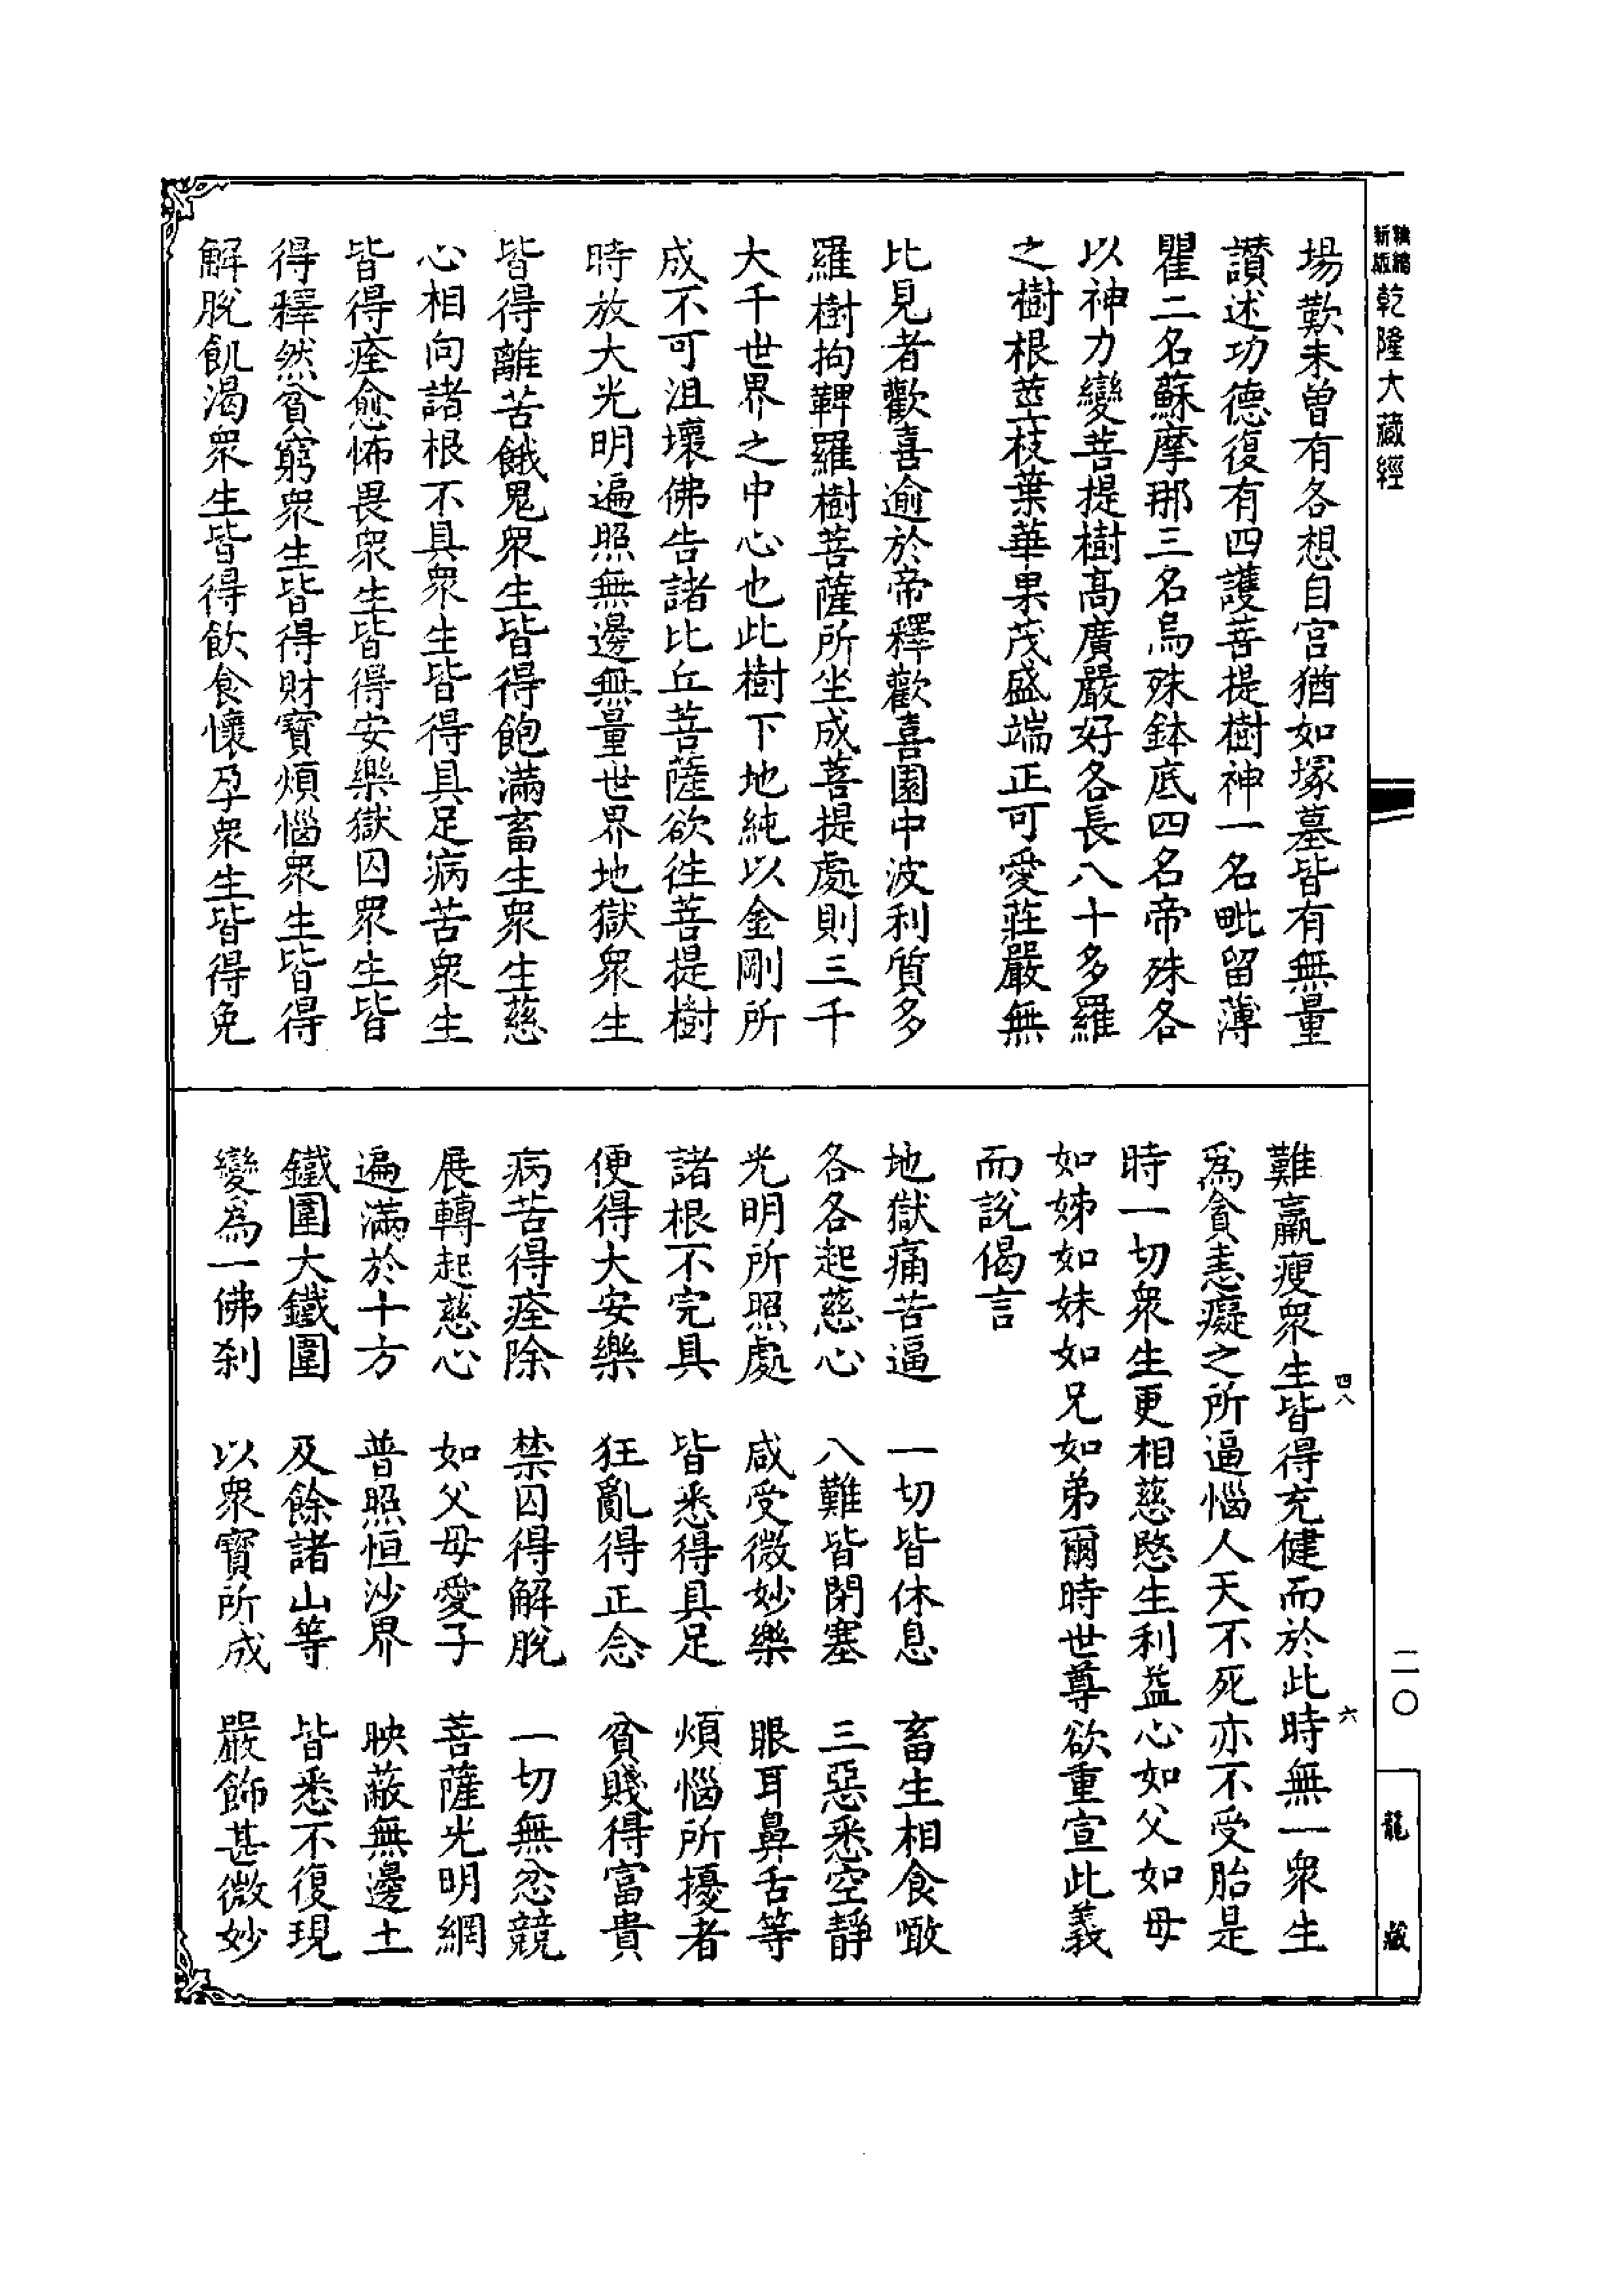 精縮
新版
乾隆大藏經
場歎未曾有各想自宮猶如塚墓皆有無量
讚述功德復有四護菩提樹神一名毗留薄
瞿二名蘇摩那三名烏殊鉢底四名帝殊各
以神力變菩提樹高廣嚴好各長八十多羅
之樹根莖枝葉華果茂盛端正可愛莊嚴無
比見者歡喜逾於帝釋歡喜園中波利質多
羅樹拘鞞羅樹菩薩所坐成菩提處則三千
大千世界之中心也此樹下地純以金剛所
成不可沮壞佛告諸比丘菩薩欲往菩提樹
時放大光明遍照無邊無量世界地獄衆生
皆得離苦餓鬼衆生皆得飽滿畜生衆生慈
心相向諸根不具衆生皆得具足病苦衆生
皆得痊愈怖畏衆生皆得安樂獄囚衆生皆
得釋然貧窮衆生皆得財寶煩惱衆生皆得
解脫飢渴衆生皆得飲食懷孕衆生皆得免
難羸瘦衆生皆得充健而於此時無一衆生
爲貪恚癡之所逼惱人天不死亦不受胎是
時一切衆生更相慈愍生利益心如父如母
如姊如妹如兄如弟爾時世尊欲重宣此義
而說偈言
地獄痛苦逼 一切皆休息 畜生相食噉
各各起慈心 八難皆閉塞 三惡悉空靜
光明所照處 咸受微妙樂 眼耳鼻舌等
諸根不完具 皆悉得具足 煩惱所擾者
便得大安樂 狂亂得正念 貧賤得富貴
病苦得痊除 禁囚得解脫 一切無忿競
展轉起慈心 如父母愛子 菩薩光明網
遍滿於十方 普照恒沙界 映蔽無邊土
鐵圍大鐵圍 及餘諸山等 皆悉不復現
變爲一佛刹 以衆寶所成 嚴飾甚微妙
四八
六
二〇
龍藏